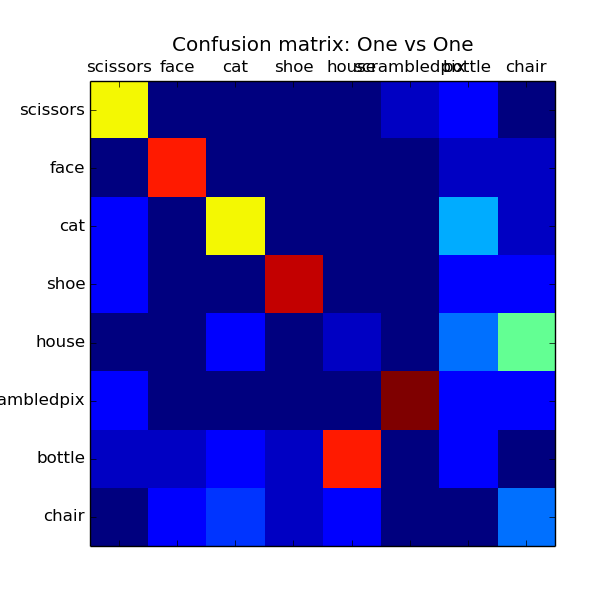 Confusion matrix: One vs One
scissors face cat shoe house scrambledpix bottle chair
scissors
face
cat
shoe
house
ambledpix
bottle
chair